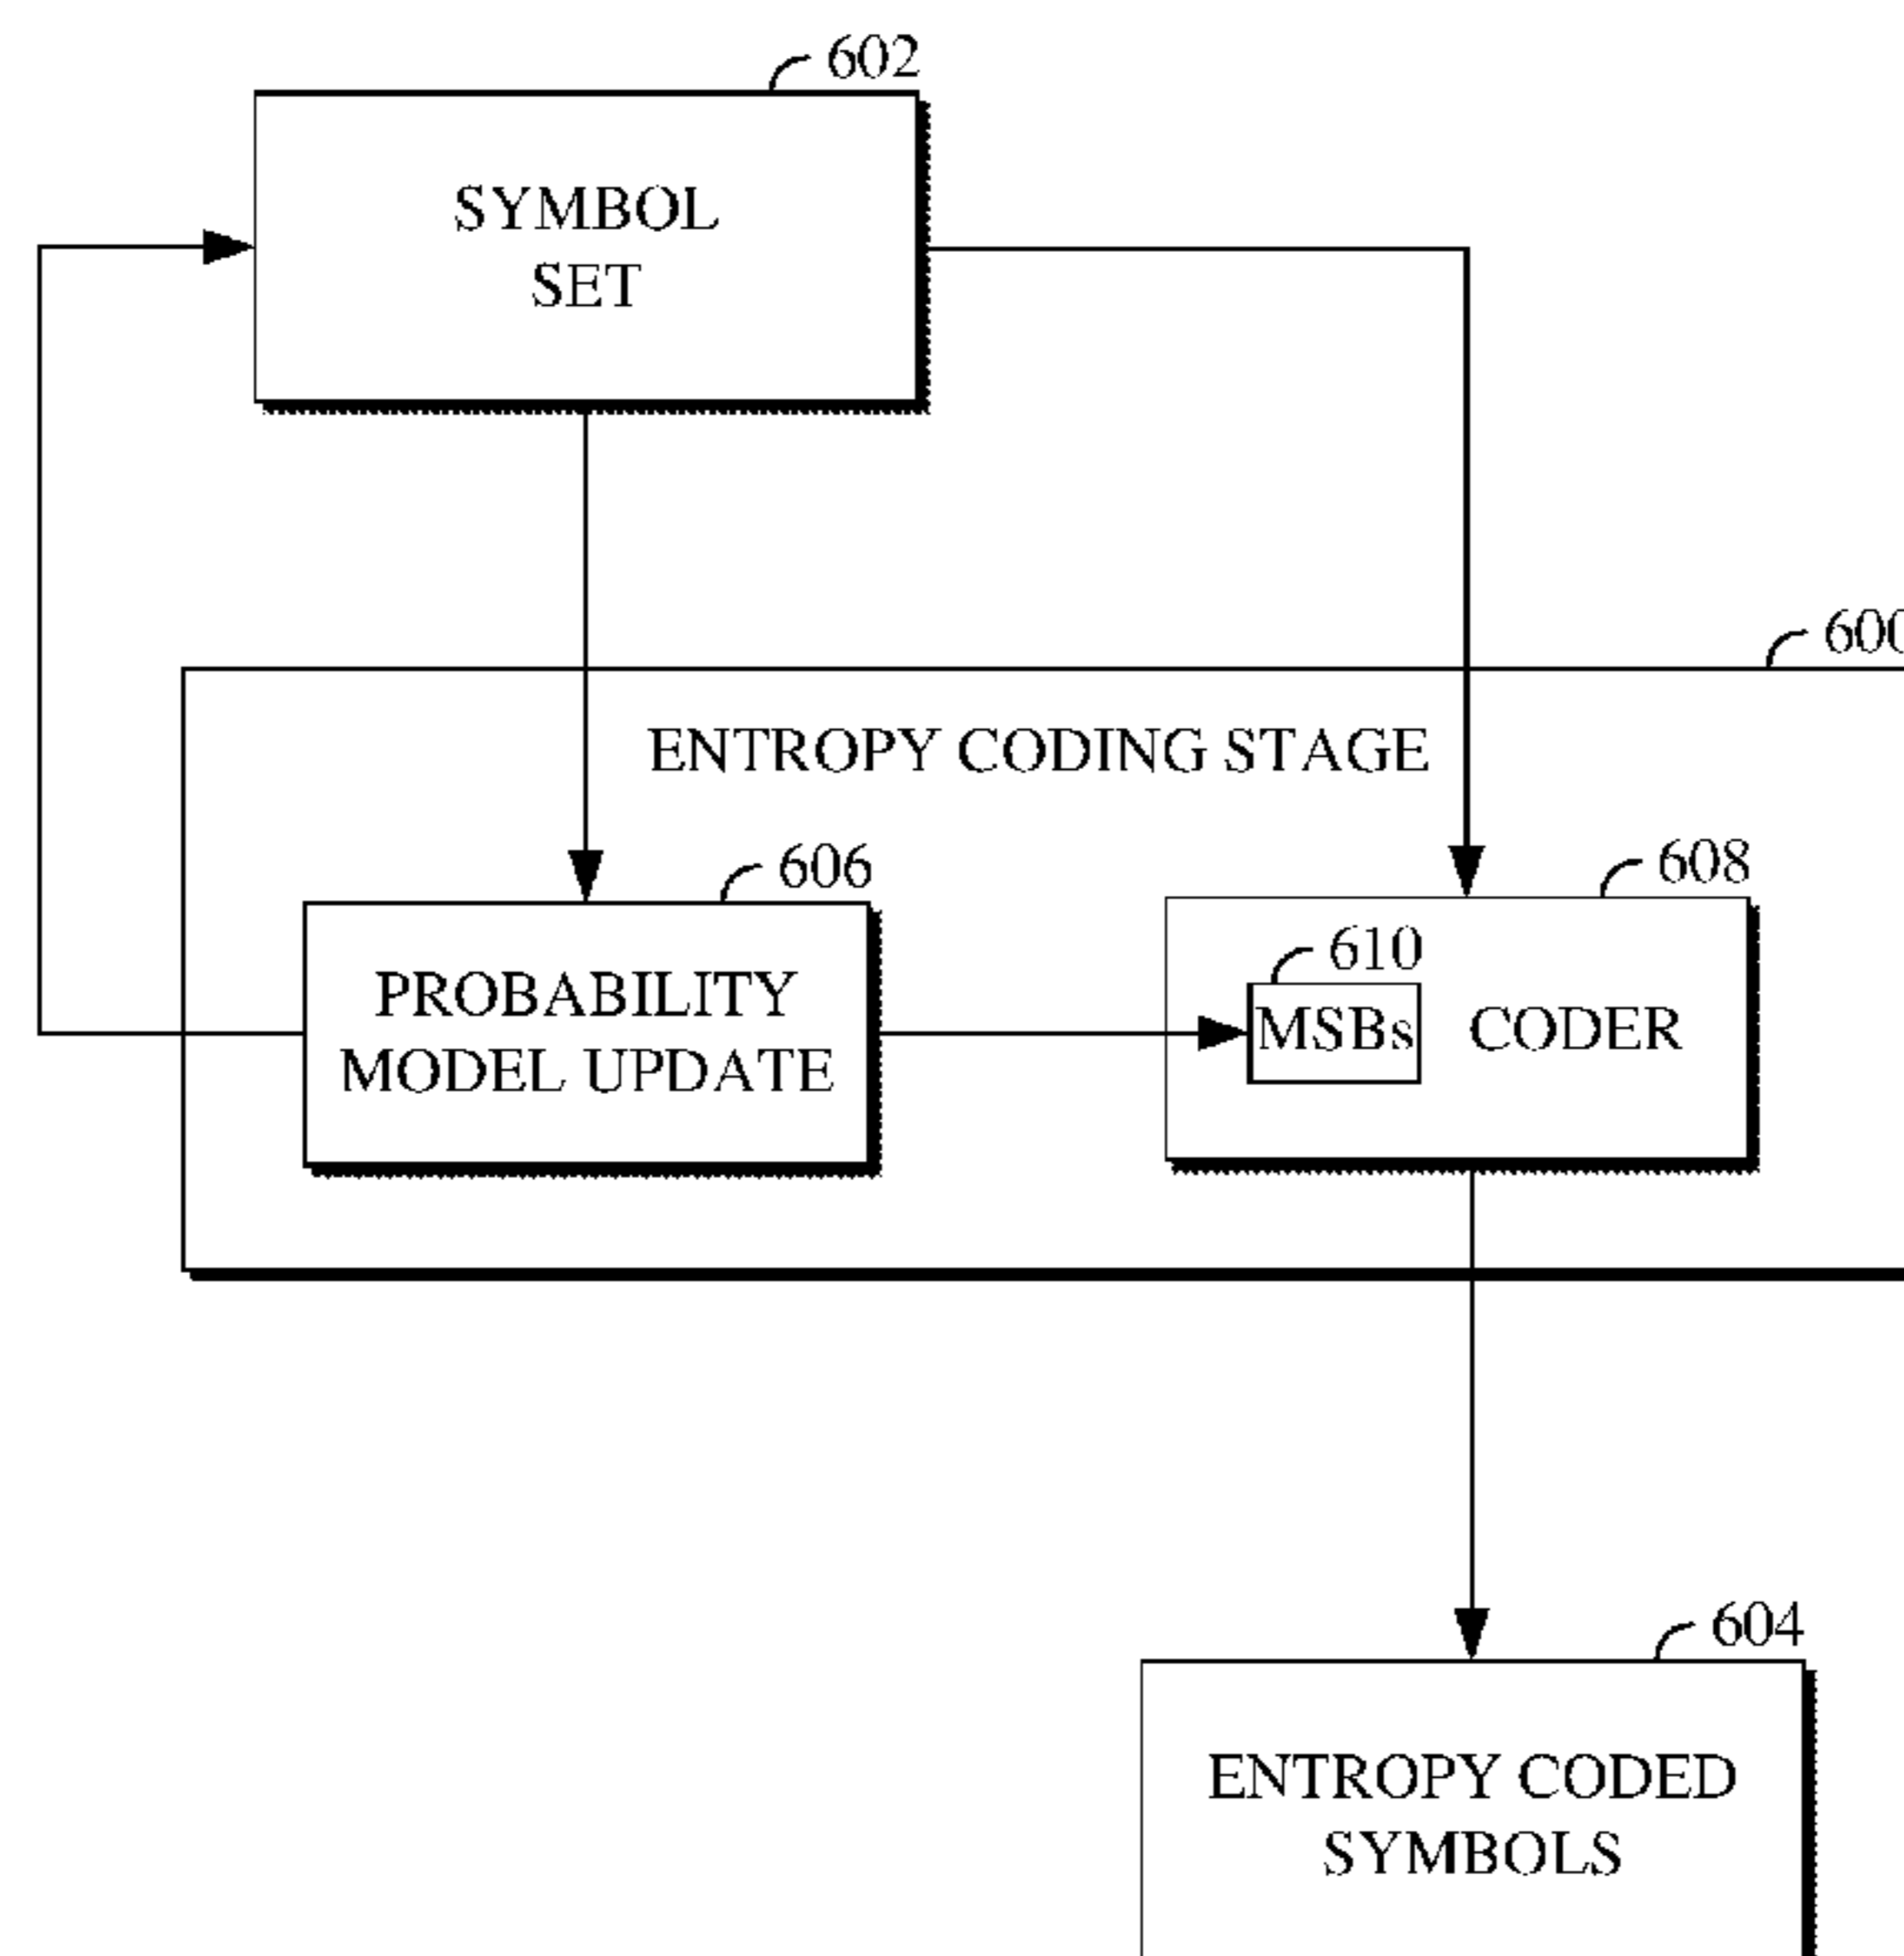 602
SYMBOL
SET
600
ENTROPY CODING STAGE
606
608
610
PROBABILITY
MODEL UPDATE
MSBs
CODER
604
ENTROPY CODED
SYMBOLS